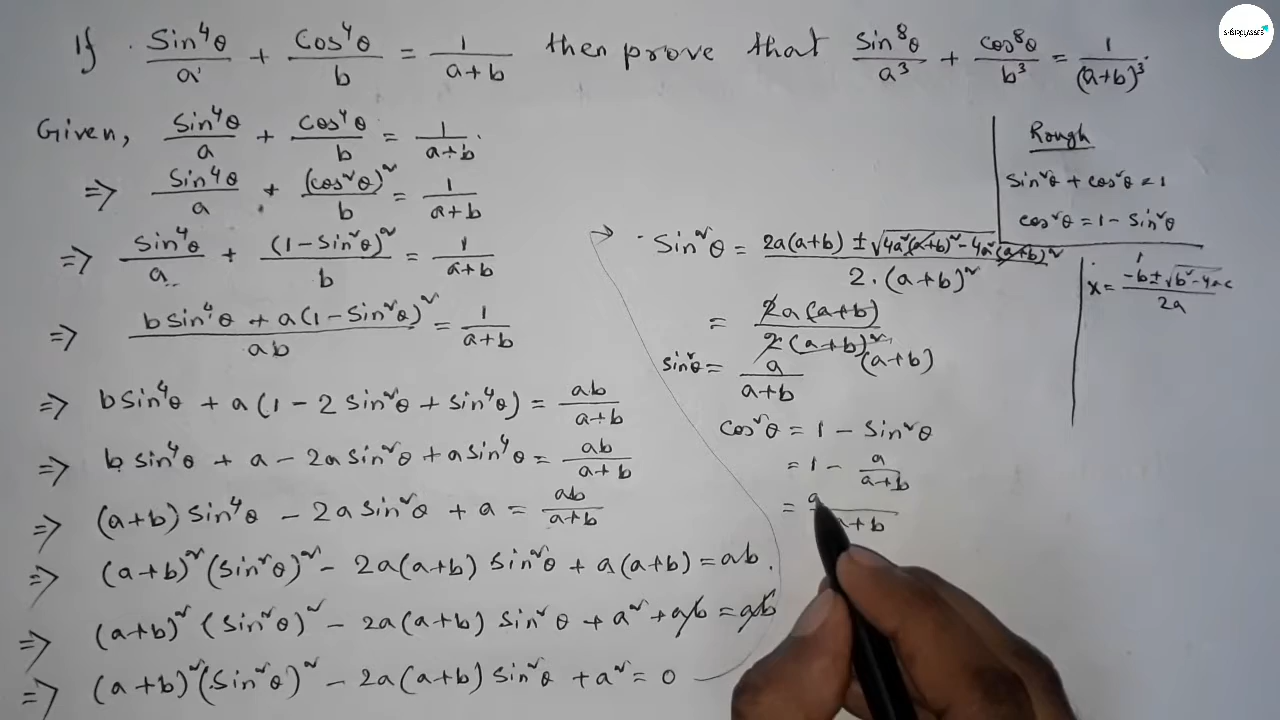 If sin⁴θ/a + cos⁴θ/b = 1/(a+b) then prove that sin⁸θ/a³ + cos⁸θ/b³ = 1/(a+b)³
Given, sin⁴θ/a + cos⁴θ/b = 1/(a+b)
⇒ sin⁴θ/a + (cos²θ)²/b = 1/(a+b)
⇒ sin⁴θ/a + (1-sin²θ)²/b = 1/(a+b)
⇒ (b sin⁴θ + a(1-sin²θ)²)/ab = 1/(a+b)
⇒ b sin⁴θ + a(1 - 2 sin²θ + sin⁴θ) = ab/(a+b)
⇒ b sin⁴θ + a - 2a sin²θ + a sin⁴θ = ab/(a+b)
⇒ (a+b) sin⁴θ - 2a sin²θ + a = ab/(a+b)
⇒ (a+b)² (sin²θ)² - 2a(a+b) sin²θ + a(a+b) = ab.
⇒ (a+b)² (sin²θ)² - 2a(a+b) sin²θ + a² + ab = ab
⇒ (a+b)² (sin²θ)² - 2a(a+b) sin²θ + a² = 0
sin²θ = (2a(a+b) ± √(4a²(a+b)² - 4a²(a+b)²))/(2.(a+b)²)
= 2a(a+b)/(2(a+b)²) (a+b)
sin²θ = a/(a+b)
cos²θ = 1 - sin²θ
= 1 - a/(a+b)
= a/(a+b)
Rough
sin²θ + cos²θ = 1
cos²θ = 1 - sin²θ
x = (-b ± √(b² - 4ac))/2a